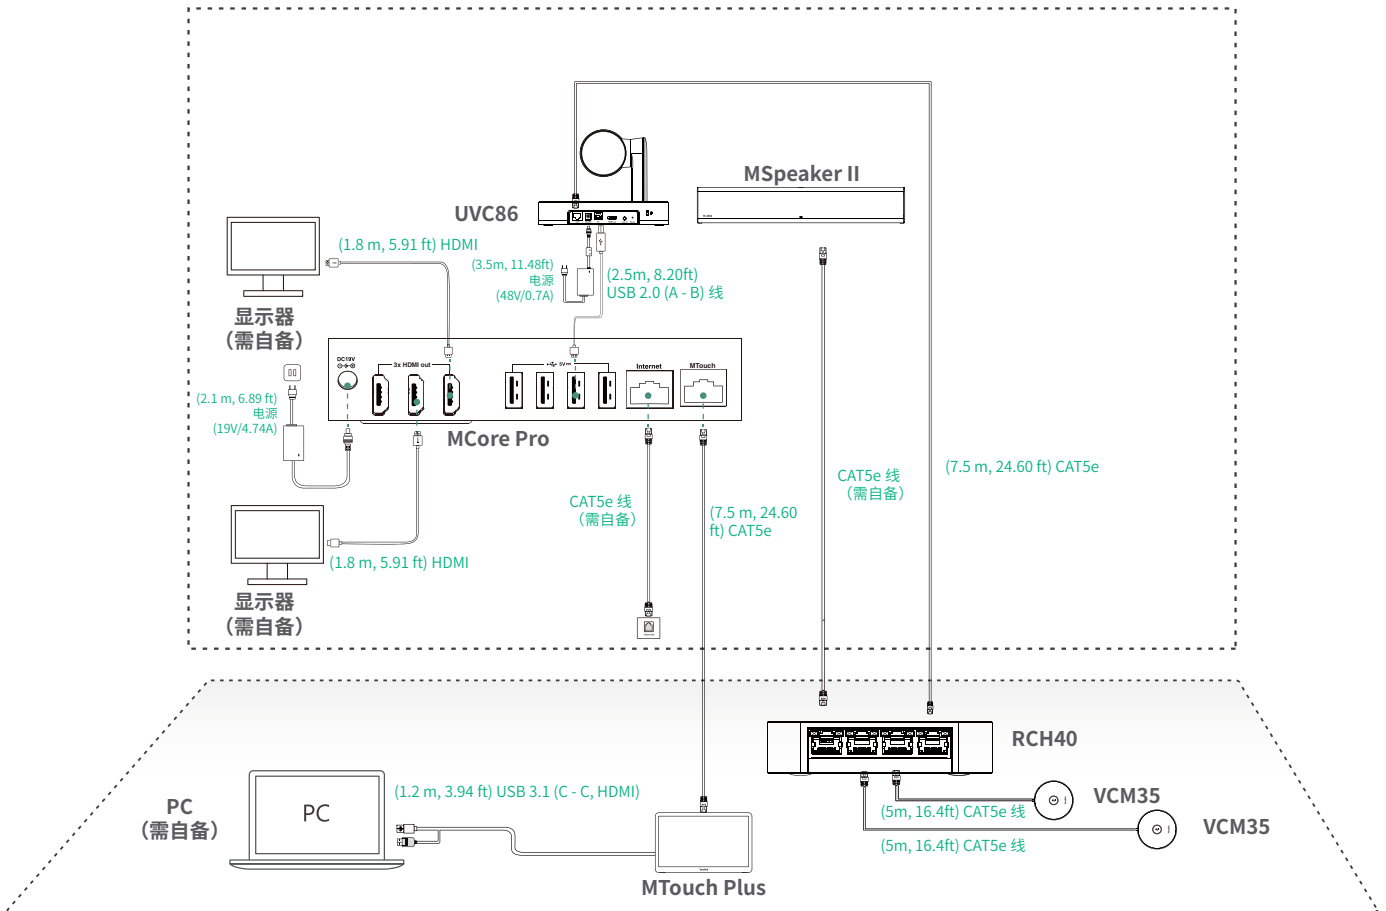 MSpeaker II
UVC86
(1.8 m, 5.91 ft) HDMI
(3.5m, 11.48ft)
电源
(48V/0.7A)
(2.5m, 8.20ft)
USB 2.0 (A - B) 线
显示器
（需自备）
DC19V
3x HDMI out
5V
Internet
MTouch
(2.1 m, 6.89 ft)
电源
(19V/4.74A)
MCore Pro
CAT5e 线
（需自备）
(7.5 m, 24.60
ft) CAT5e
CAT5e 线
（需自备）
(7.5 m, 24.60 ft) CAT5e
(1.8 m, 5.91 ft) HDMI
显示器
（需自备）
RCH40
PC
（需自备）
PC
(1.2 m, 3.94 ft) USB 3.1 (C - C, HDMI)
(5m, 16.4ft) CAT5e 线
VCM35
(5m, 16.4ft) CAT5e 线
VCM35
MTouch Plus